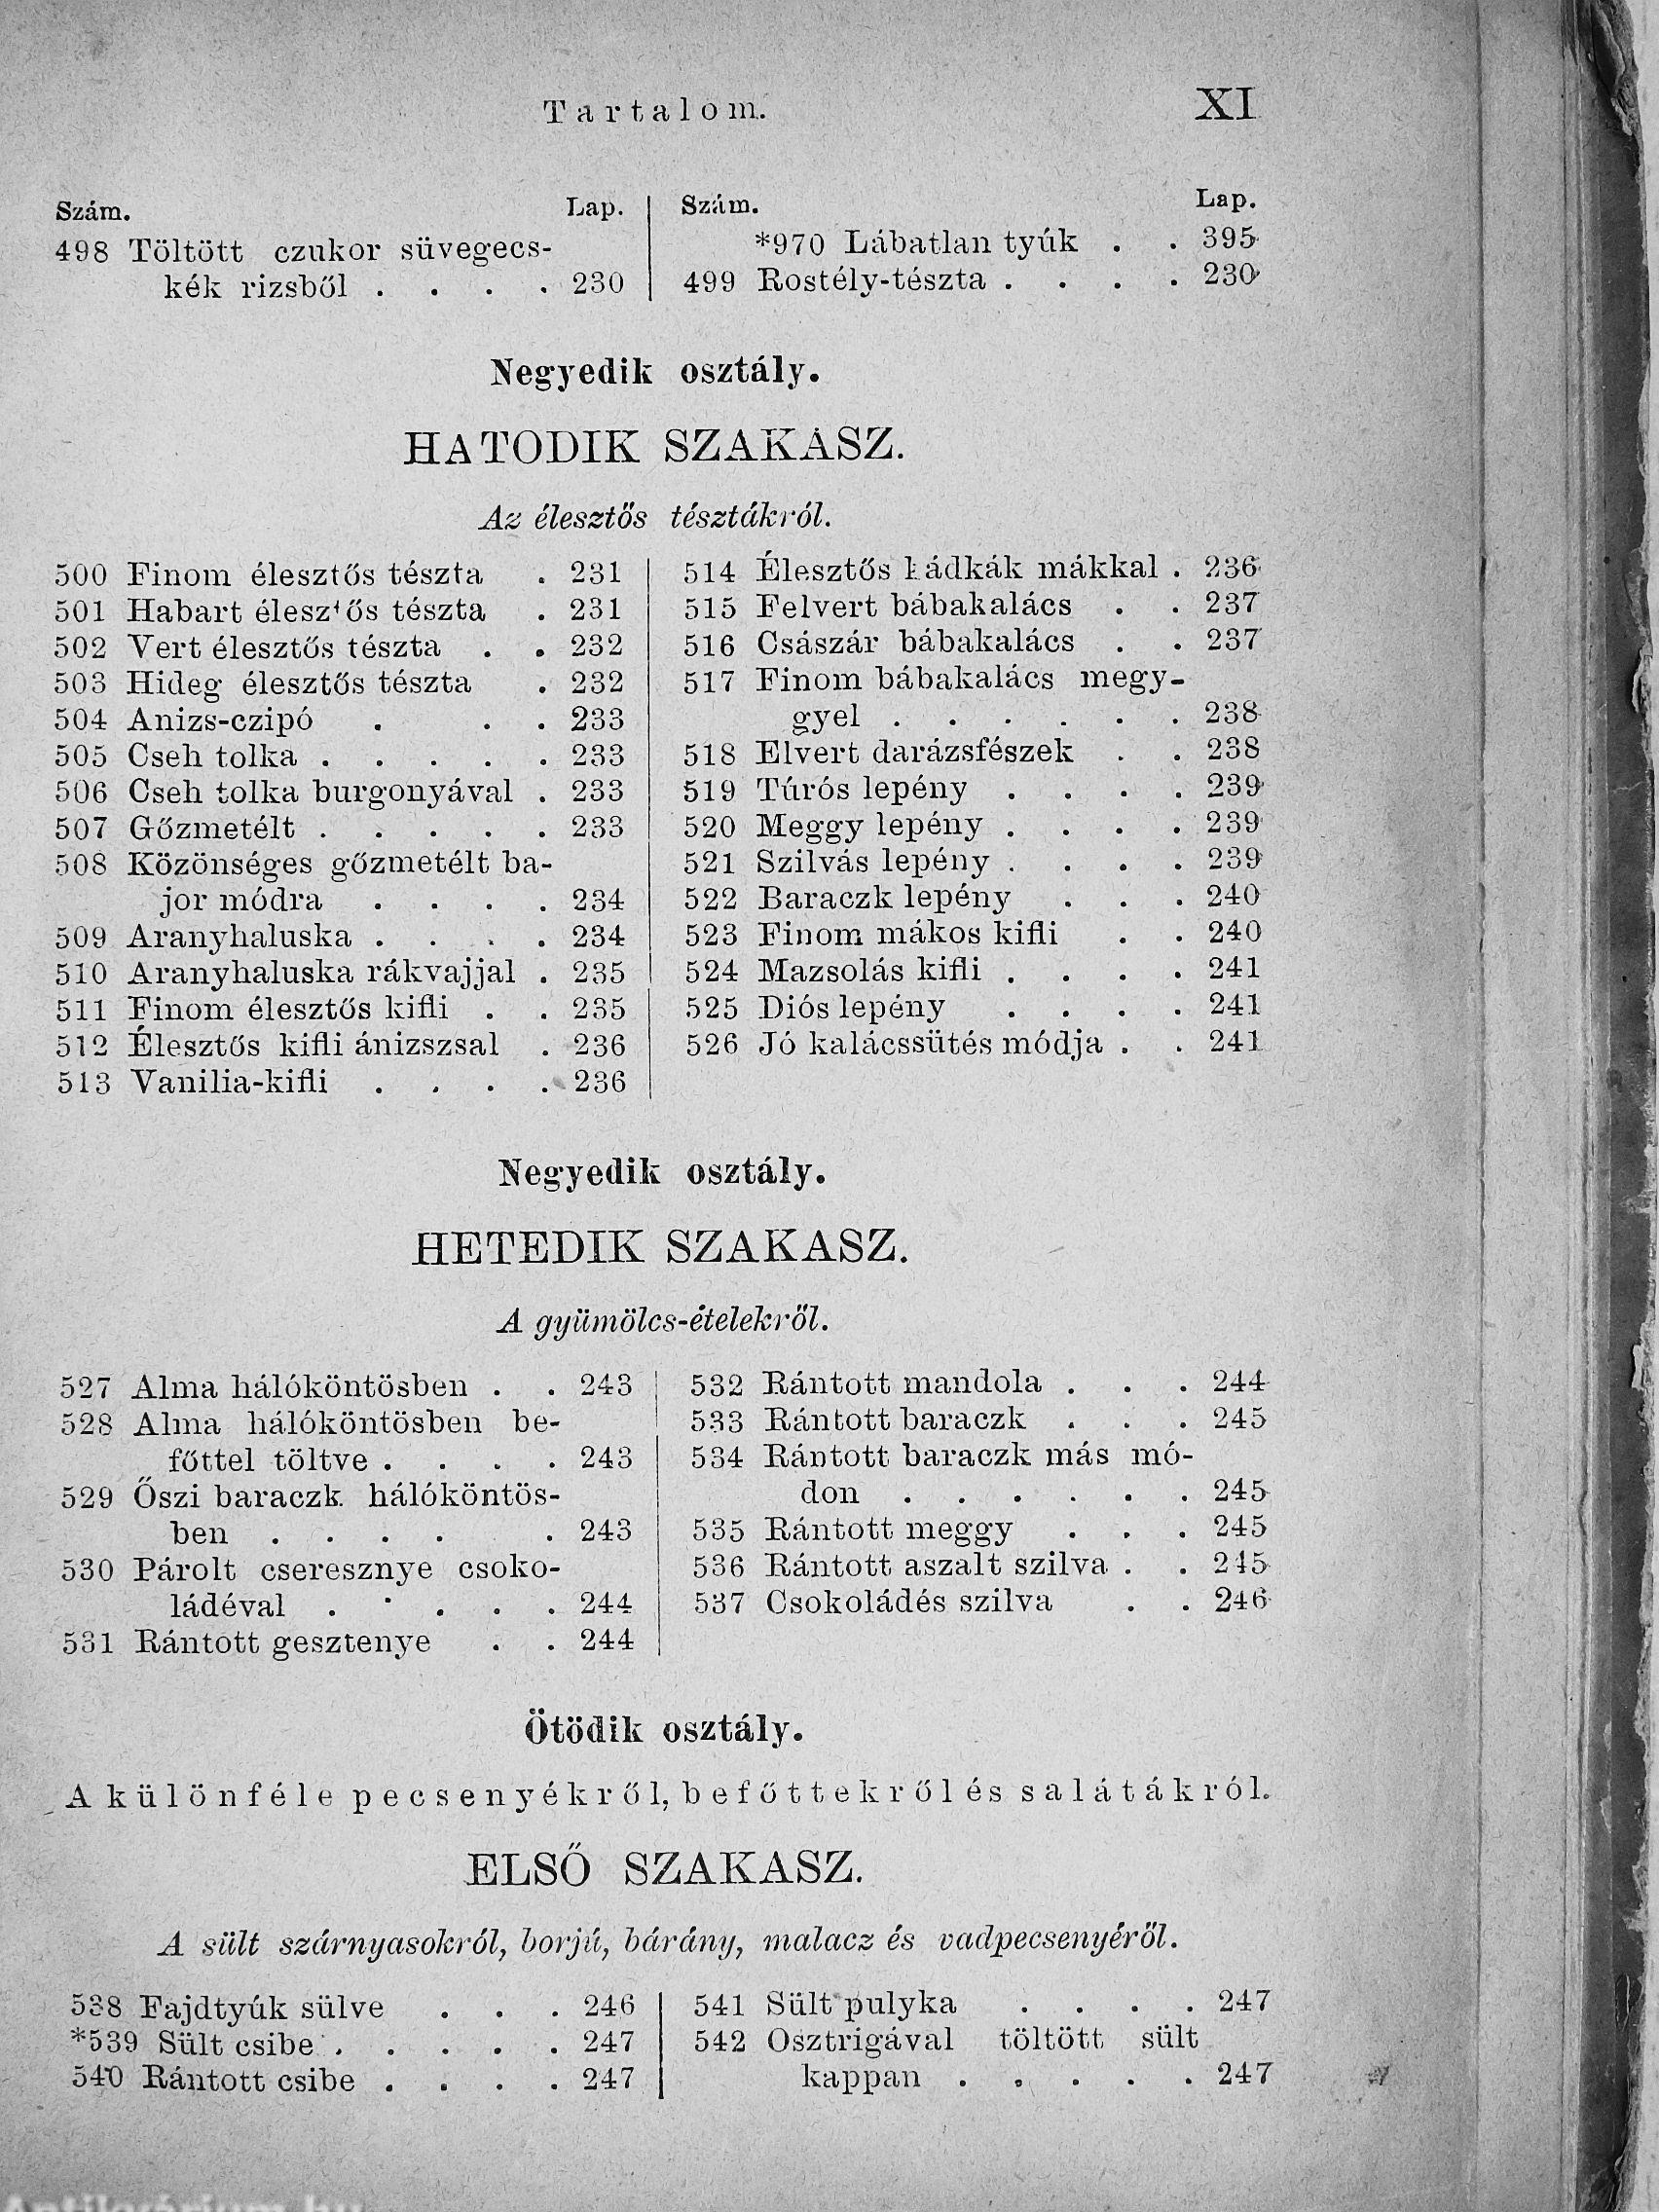 Tartalom. XI
Szám. Lap.
498 Töltött czukor süvegecs-
kék rizsből . . . . 230
Szám. Lap.
*970 Lábatlan tyúk . . 395
499 Rostély-tészta . . . . 230
Negyedik osztály.
HATODIK SZAKASZ.
Az élesztős tésztákról.
500 Finom élesztős tészta . 231
501 Habart élesztős tészta . 231
502 Vert élesztős tészta . . 232
503 Hideg élesztős tészta . 232
504 Anizs-czipó . . . 233
505 Cseh tolka . . . . . 233
506 Cseh tolka burgonyával . 233
507 Gőzmetélt . . . . . 233
508 Közönséges gőzmetélt ba-
jor módra . . . . 234
509 Aranyhaluska . . . . 234
510 Aranyhaluska rákvajjal . 235
511 Finom élesztős kifli . . 235
512 Élesztős kifli ánizszsal . 236
513 Vanilia-kifli . . . . 236
514 Élesztős kádkák mákkal . 236
515 Felvert bábakalács . . 237
516 Császár bábakalács . . 237
517 Finom bábakalács megy-
gyel . . . . . . 238
518 Elvert darázsfészek . . 238
519 Túrós lepény . . . . 239
520 Meggy lepény . . . . 239
521 Szilvás lepény . . . . 239
522 Baraczk lepény . . . 240
523 Finom mákos kifli . . 240
524 Mazsolás kifli . . . . 241
525 Diós lepény . . . . 241
526 Jó kalácssütés módja . . 241
Negyedik osztály.
HETEDIK SZAKASZ.
A gyümölcs-ételekről.
527 Alma hálóköntösben . . 243
528 Alma hálóköntösben be-
főttel töltve . . . . 243
529 Őszi baraczk hálóköntös-
ben . . . . . 243
530 Párolt cseresznye csoko-
ládéval . . . . . 244
531 Rántott gesztenye . . 244
532 Rántott mandola . . . 244
533 Rántott baraczk . . . 245
534 Rántott baraczk más mó-
don . . . . . . 245
535 Rántott meggy . . . 245
536 Rántott aszalt szilva . . 245
537 Csokoládés szilva . . 246
Ötödik osztály.
A különféle pecsenyékről, befőttekről és salátákról.
ELSŐ SZAKASZ.
A sült szárnyasokról, borjú, bárány, malacz és vadpecsenyéről.
538 Fajdtyúk sülve . . . 246
*539 Sült csibe . . . . . 247
540 Rántott csibe . . . . 247
541 Sült pulyka . . . . 247
542 Osztrigával töltött sült
kappan . . . . . 247
Antikvárium.hu